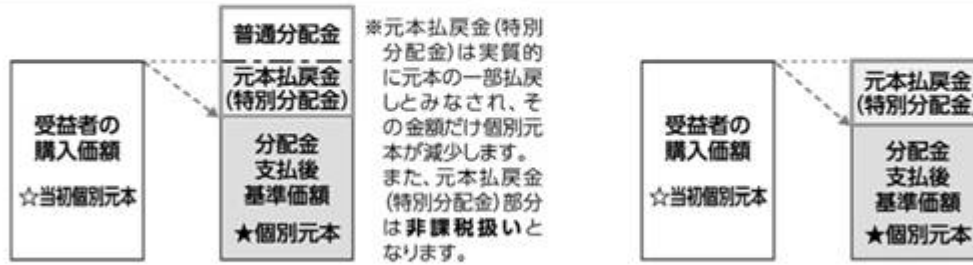 受益者の
購入価額
☆当初個別元本
普通分配金
元本払戻金
(特別分配金)
分配金
支払後
基準価額
★個別元本
※元本払戻金(特別
分配金)は実質的
に元本の一部払戻
しとみなされ、そ
の金額だけ個別元
本が減少します。
また、元本払戻金
(特別分配金)部分
は非課税扱いと
なります。
受益者の
購入価額
☆当初個別元本
元本払戻金
(特別分配金
分配金
支払後
基準価額
★個別元本